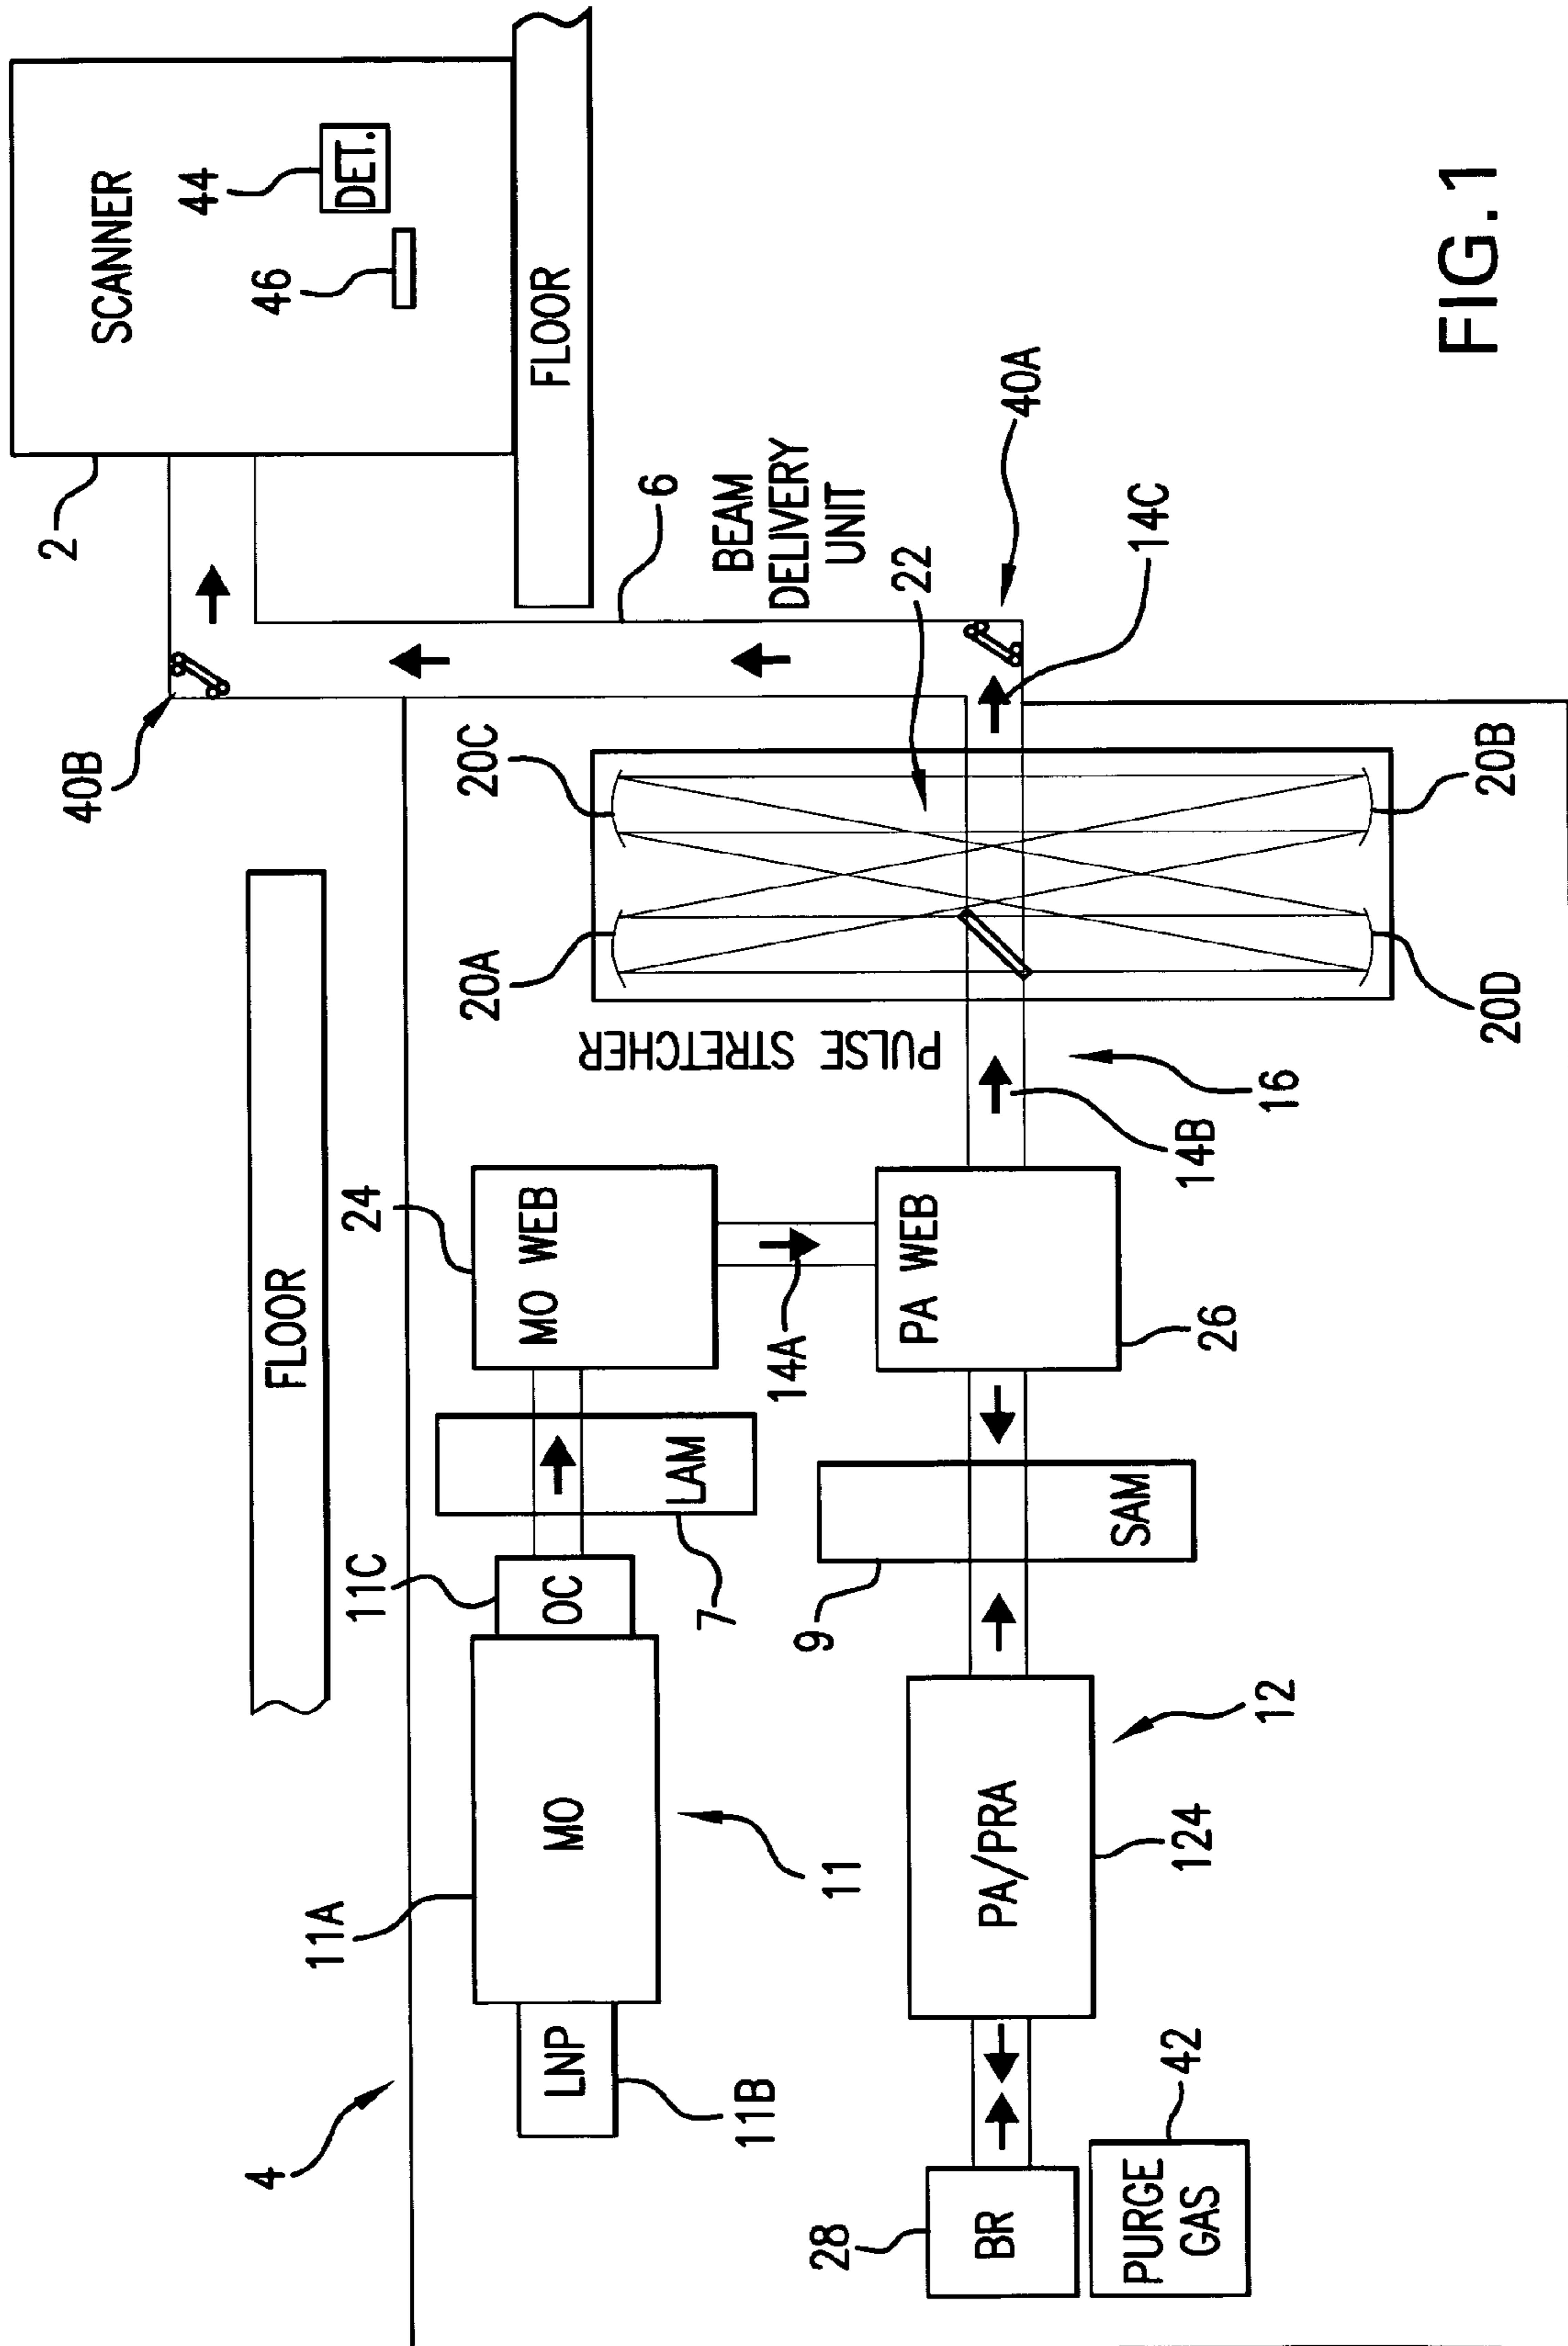 SCANNER
2
44
DET.
46
FLOOR
40B
6
BEAM
DELIVERY
UNIT
40A
FLOOR
20C
20A
22
14C
PULSE STRETCHER
20B
20D
16
14B
24
MO WEB
14A
PA WEB
26
LAM
7
SAM
9
11C
OC
11A
MO
11
LNP
11B
4
PA/PRA
12
124
28
BR
PURGE
GAS
42
FIG. 1